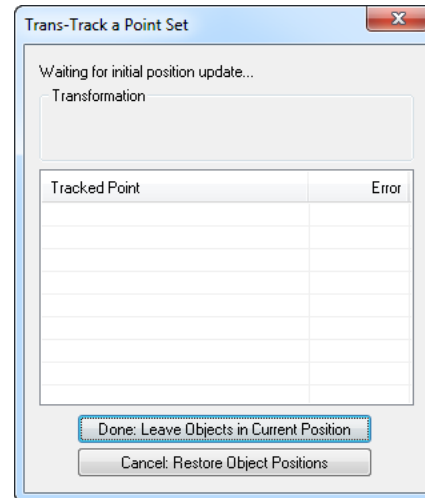 Trans-Track a Point Set
Waiting for initial position update...
Transformation
Tracked Point Error
Done: Leave Objects in Current Position
Cancel: Restore Object Positions